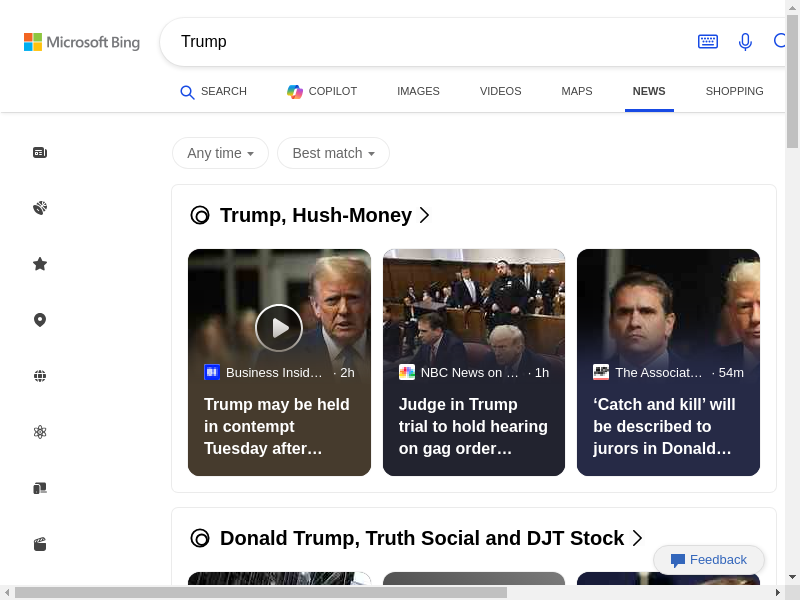 Microsoft Bing
Trump
SEARCH
COPILOT
IMAGES
VIDEOS
MAPS
NEWS
SHOPPING
Any time
Best match
Trump, Hush-Money
Business Insid… · 2h
Trump may be held
in contempt
Tuesday after…
NBC News on … · 1h
Judge in Trump
trial to hold hearing
on gag order…
The Associat… · 54m
‘Catch and kill’ will
be described to
jurors in Donald…
Donald Trump, Truth Social and DJT Stock
Feedback